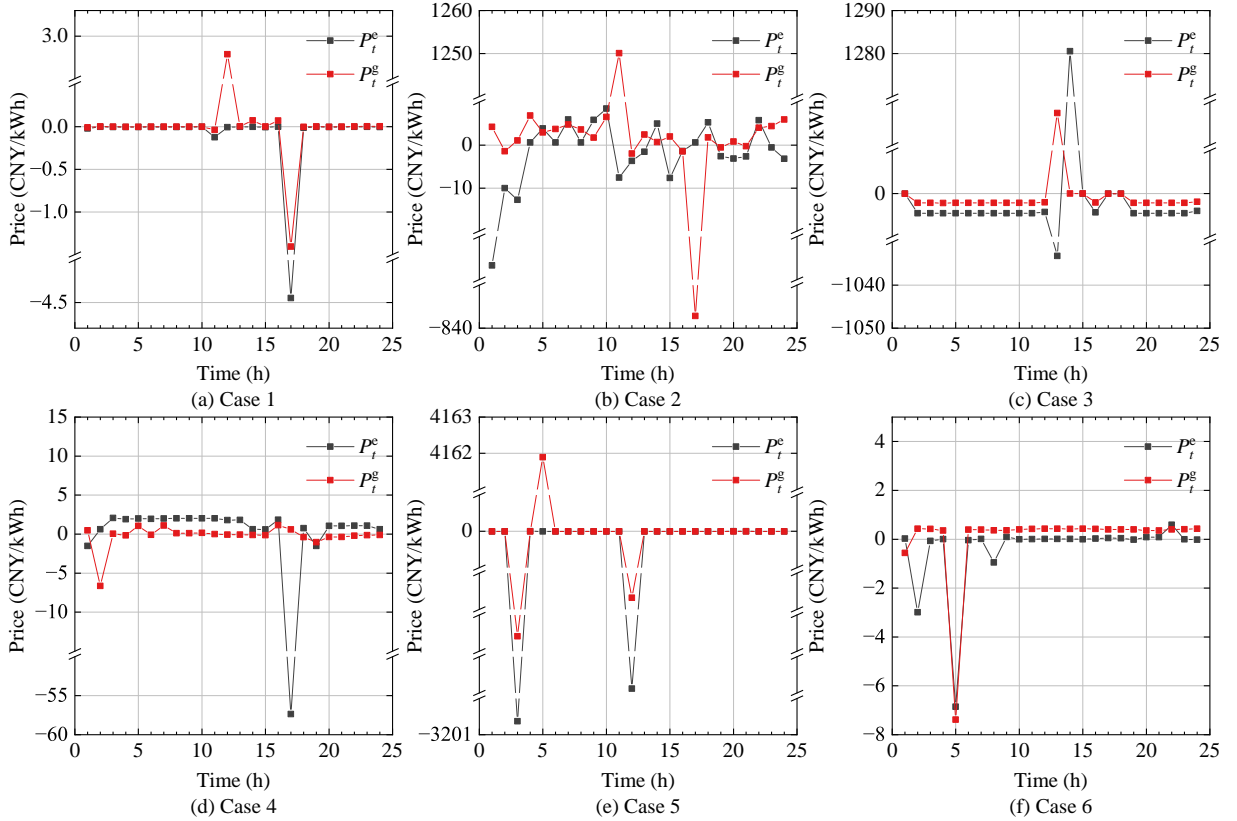 3.0
0.0
−0.5
−1.0
−4.5
Price (CNY/kWh)
P_t^e
P_t^g
0 5 10 15 20 25
Time (h)
(a) Case 1
1260
1250
0
−10
−840
Price (CNY/kWh)
P_t^e
P_t^g
0 5 10 15 20 25
Time (h)
(b) Case 2
1290
1280
0
−1040
−1050
Price (CNY/kWh)
P_t^e
P_t^g
0 5 10 15 20 25
Time (h)
(c) Case 3
15
10
5
0
−5
−10
−55
−60
Price (CNY/kWh)
P_t^e
P_t^g
0 5 10 15 20 25
Time (h)
(d) Case 4
4163
4162
0
−3201
Price (CNY/kWh)
P_t^e
P_t^g
0 5 10 15 20 25
Time (h)
(e) Case 5
4
2
0
−2
−4
−6
−8
Price (CNY/kWh)
P_t^e
P_t^g
0 5 10 15 20 25
Time (h)
(f) Case 6